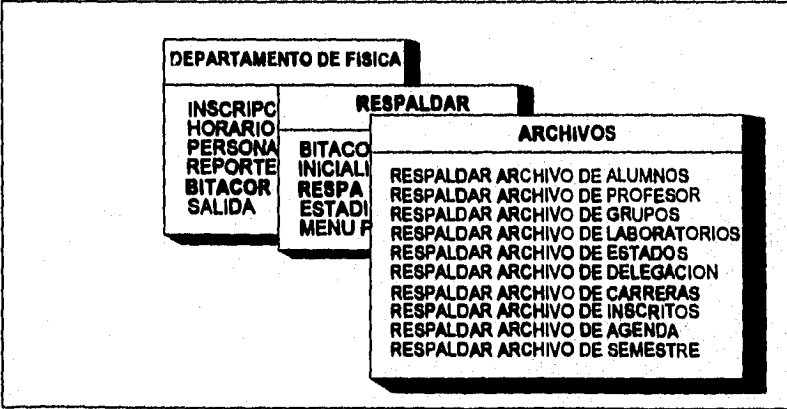 DEPARTAMENTO DE FISICA
INSCRIPC
HORARIO
PERSONA
REPORTE
BITACOR
SALIDA
RESPALDAR
BITACO
INICIALI
RESPA
ESTADI
MENU P
ARCHIVOS
RESPALDAR ARCHIVO DE ALUMNOS
RESPALDAR ARCHIVO DE PROFESOR
RESPALDAR ARCHIVO DE GRUPOS
RESPALDAR ARCHIVO DE LABORATORIOS
RESPALDAR ARCHIVO DE ESTADOS
RESPALDAR ARCHIVO DE DELEGACION
RESPALDAR ARCHIVO DE CARRERAS
RESPALDAR ARCHIVO DE INSCRITOS
RESPALDAR ARCHIVO DE AGENDA
RESPALDAR ARCHIVO DE SEMESTRE